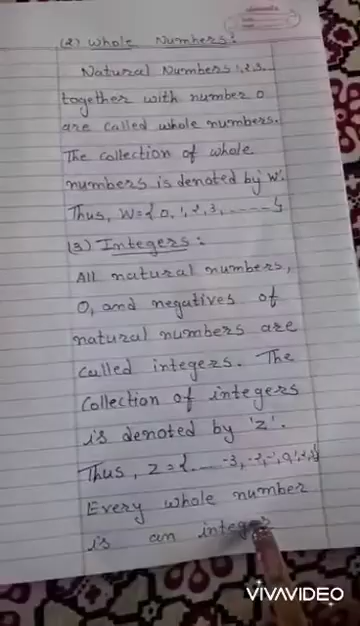 (2) Whole Numbers:
Natural Numbers 1,2,3...
together with number 0
are called whole numbers.
The collection of whole
numbers is denoted by 'W'.
Thus, W={0,1,2,3,.......}
(3) Integers:
All natural numbers,
0, and negatives of
natural numbers are
called integers. The
Collection of integers
is denoted by 'Z'.
Thus, Z={....-3,-2,-1,0,1,2,3}
Every whole number
is an integer
VIVAVIDEO